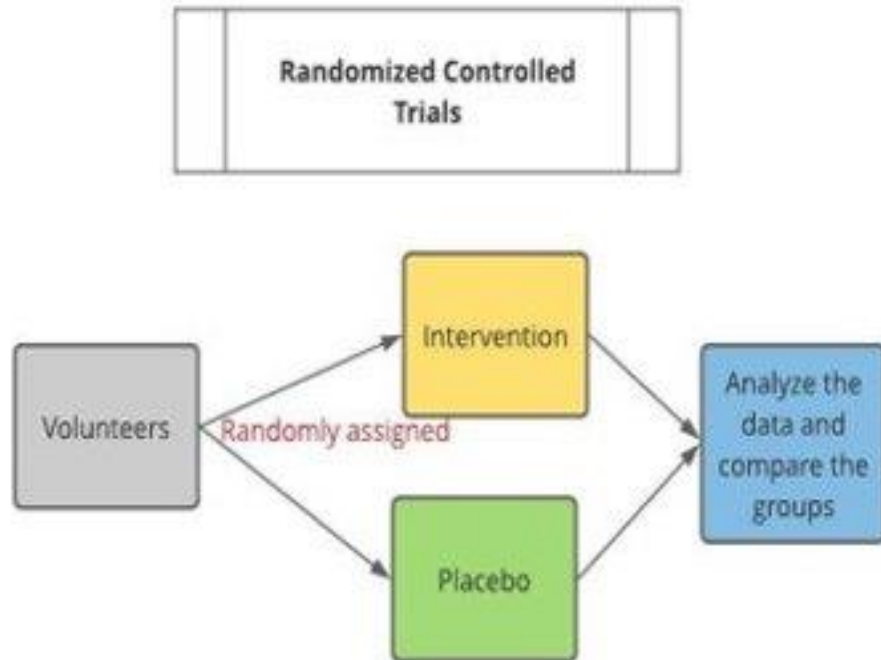 Randomized Controlled
Trials
Intervention
Volunteers
Randomly assigned
Placebo
Analyze the
data and
compare the
groups